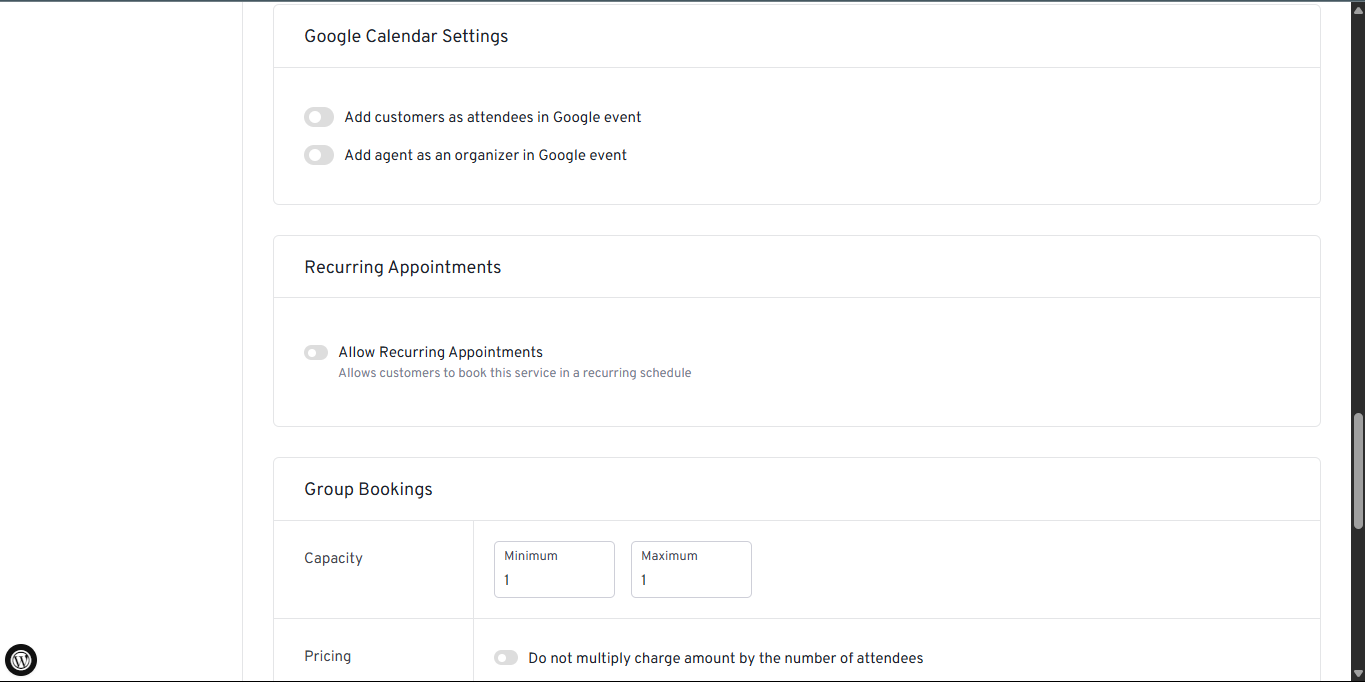 Google Calendar Settings
Add customers as attendees in Google event
Add agent as an organizer in Google event
Recurring Appointments
Allow Recurring Appointments
Allows customers to book this service in a recurring schedule
Group Bookings
Capacity
Minimum
1
Maximum
1
Pricing
Do not multiply charge amount by the number of attendees